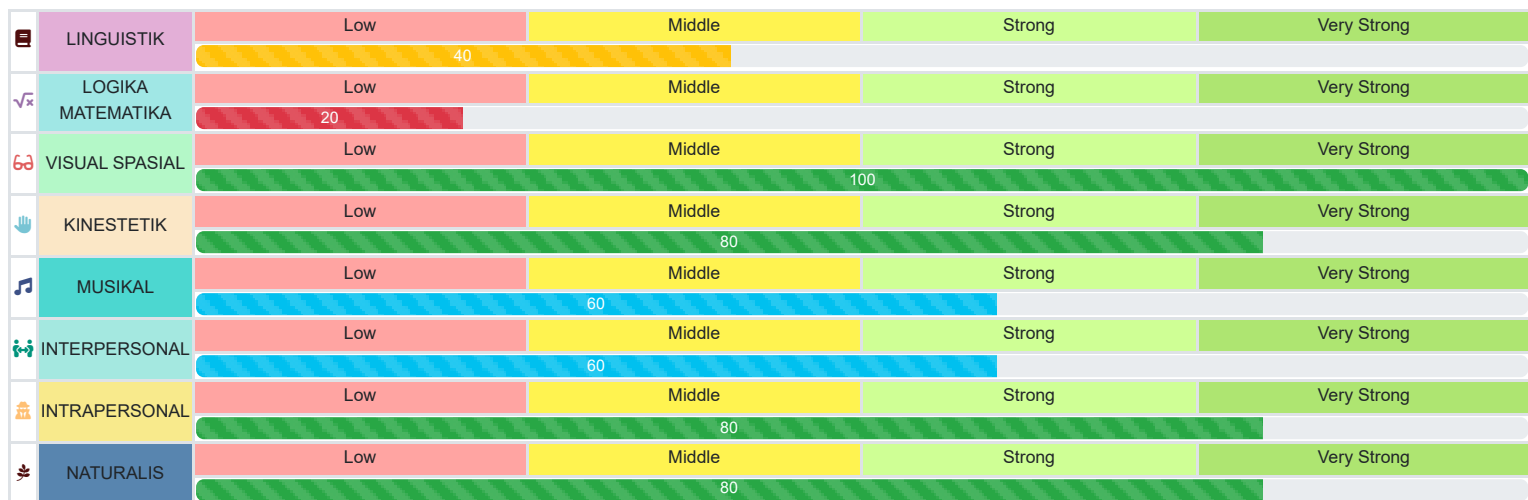 Low Middle Strong Very Strong
LINGUISTIK
40
Low Middle Strong Very Strong
LOGIKA
MATEMATIKA
20
Low Middle Strong Very Strong
VISUAL SPASIAL
100
Low Middle Strong Very Strong
KINESTETIK
80
Low Middle Strong Very Strong
MUSIKAL
60
Low Middle Strong Very Strong
INTERPERSONAL
60
Low Middle Strong Very Strong
INTRAPERSONAL
80
Low Middle Strong Very Strong
NATURALIS
80